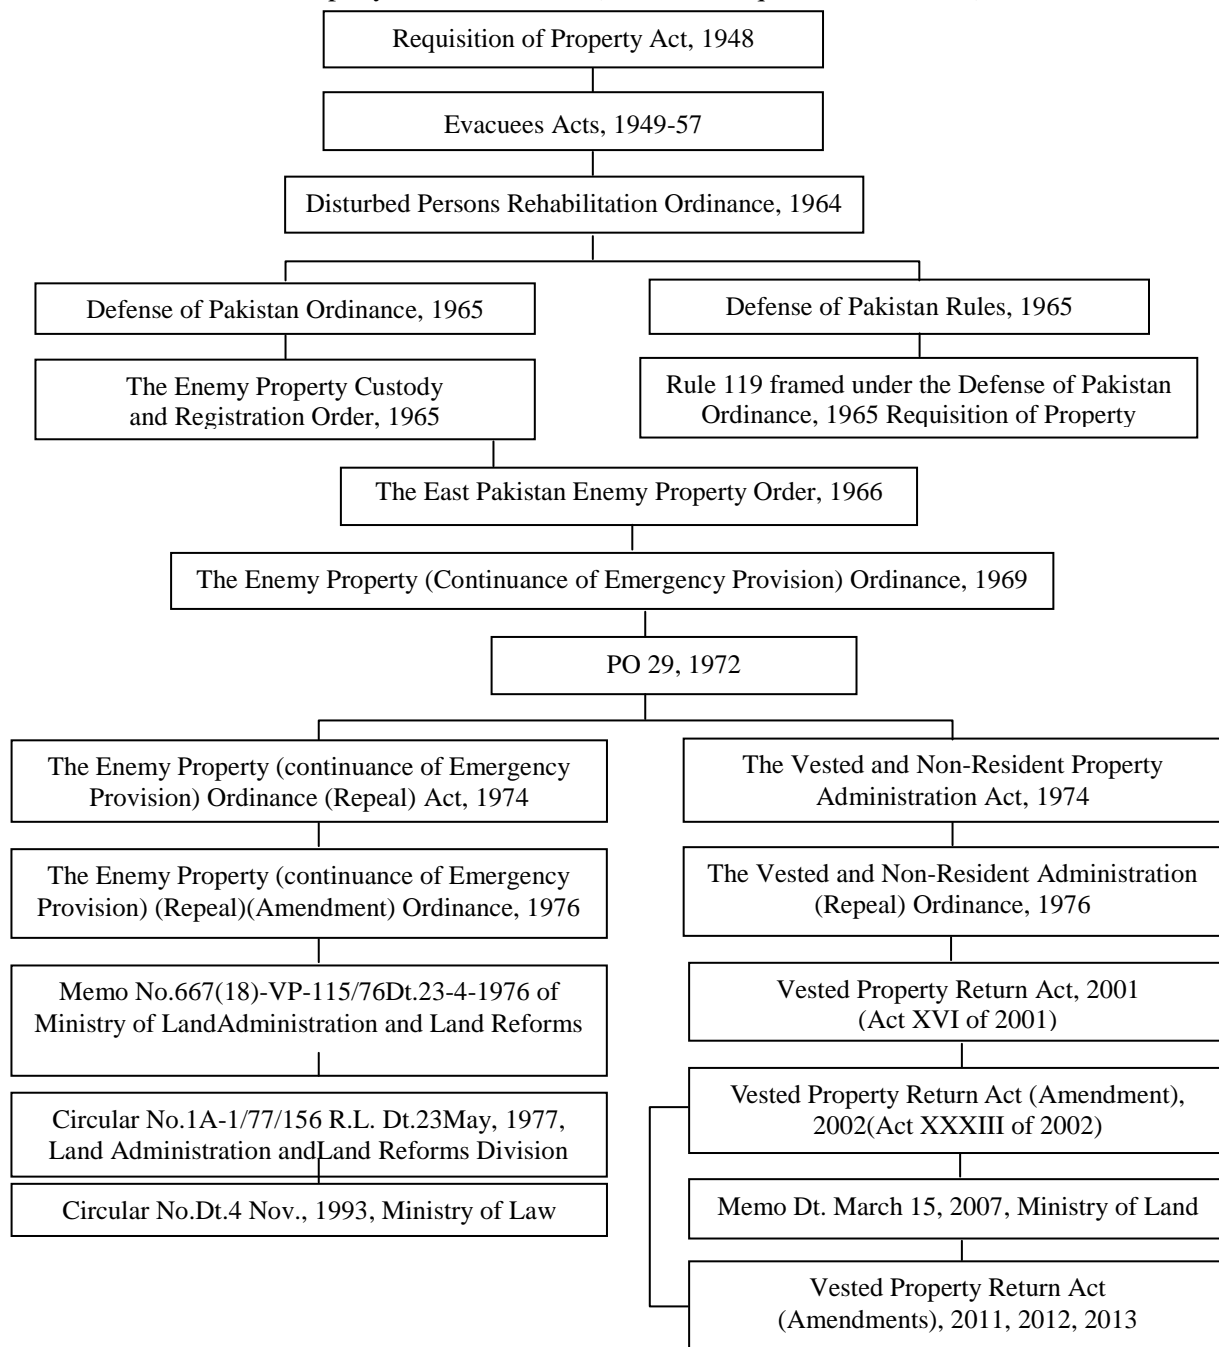 Requisition of Property Act, 1948
Evacuees Acts, 1949-57
Disturbed Persons Rehabilitation Ordinance, 1964
Defense of Pakistan Ordinance, 1965
Defense of Pakistan Rules, 1965
The Enemy Property Custody
and Registration Order, 1965
Rule 119 framed under the Defense of Pakistan
Ordinance, 1965 Requisition of Property
The East Pakistan Enemy Property Order, 1966
The Enemy Property (Continuance of Emergency Provision) Ordinance, 1969
PO 29, 1972
The Enemy Property (continuance of Emergency
Provision) Ordinance (Repeal) Act, 1974
The Vested and Non-Resident Property
Administration Act, 1974
The Enemy Property (continuance of Emergency
Provision) (Repeal)(Amendment) Ordinance, 1976
The Vested and Non-Resident Administration
(Repeal) Ordinance, 1976
Memo No.667(18)-VP-115/76Dt.23-4-1976 of
Ministry of LandAdministration and Land Reforms
Vested Property Return Act, 2001
(Act XVI of 2001)
Circular No.1A-1/77/156 R.L. Dt.23May, 1977,
Land Administration andLand Reforms Division
Vested Property Return Act (Amendment),
2002(Act XXXIII of 2002)
Circular No.Dt.4 Nov., 1993, Ministry of Law
Memo Dt. March 15, 2007, Ministry of Land
Vested Property Return Act
(Amendments), 2011, 2012, 2013